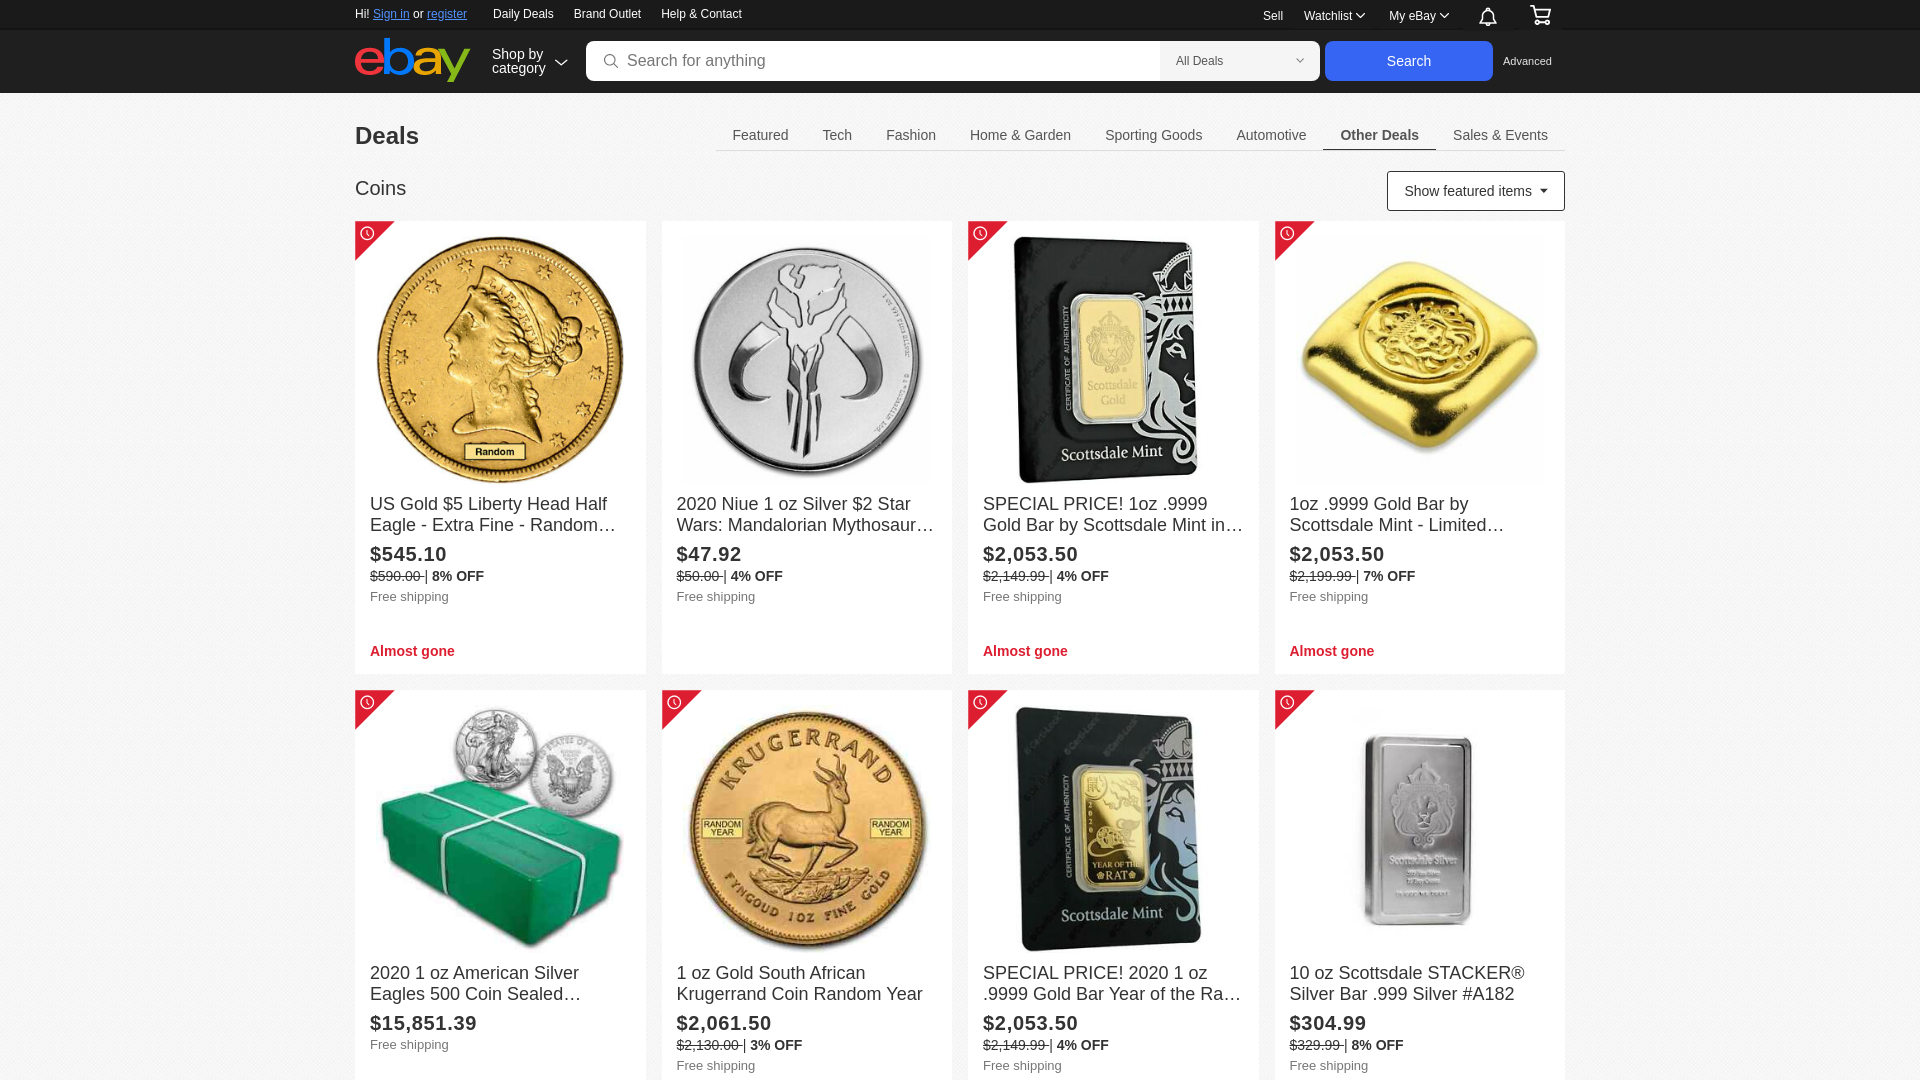 Hi! Sign in or register
Daily Deals
Brand Outlet
Help & Contact
Sell
Watchlist
My eBay
ebay
Shop by
category
Search for anything
All Deals
Search
Advanced
Deals
Featured
Tech
Fashion
Home & Garden
Sporting Goods
Automotive
Other Deals
Sales & Events
Coins
Show featured items
LIBERTY
Random
US Gold $5 Liberty Head Half
Eagle - Extra Fine - Random…
$545.10
$590.00 | 8% OFF
Free shipping
Almost gone
2020 Niue 1 oz Silver $2 Star
Wars: Mandalorian Mythosaur…
$47.92
$50.00 | 4% OFF
Free shipping
CERTIFICATE OF AUTHENTICITY
Scottsdale
Gold
Scottsdale Mint
SPECIAL PRICE! 1oz .9999
Gold Bar by Scottsdale Mint in…
$2,053.50
$2,149.99 | 4% OFF
Free shipping
Almost gone
1oz .9999 Gold Bar by
Scottsdale Mint - Limited…
$2,053.50
$2,199.99 | 7% OFF
Free shipping
Almost gone
2020 1 oz American Silver
Eagles 500 Coin Sealed…
$15,851.39
Free shipping
KRUGERRAND
RANDOM
YEAR
RANDOM
YEAR
FYNGOUD 1OZ FINE GOLD
1 oz Gold South African
Krugerrand Coin Random Year
$2,061.50
$2,130.00 | 3% OFF
Free shipping
CERTIFICATE OF AUTHENTICITY
鼠
2020
YEAR OF THE
RAT
Scottsdale Mint
SPECIAL PRICE! 2020 1 oz
.9999 Gold Bar Year of the Ra…
$2,053.50
$2,149.99 | 4% OFF
Free shipping
Scottsdale Silver
10 oz Scottsdale STACKER®
Silver Bar .999 Silver #A182
$304.99
$329.99 | 8% OFF
Free shipping